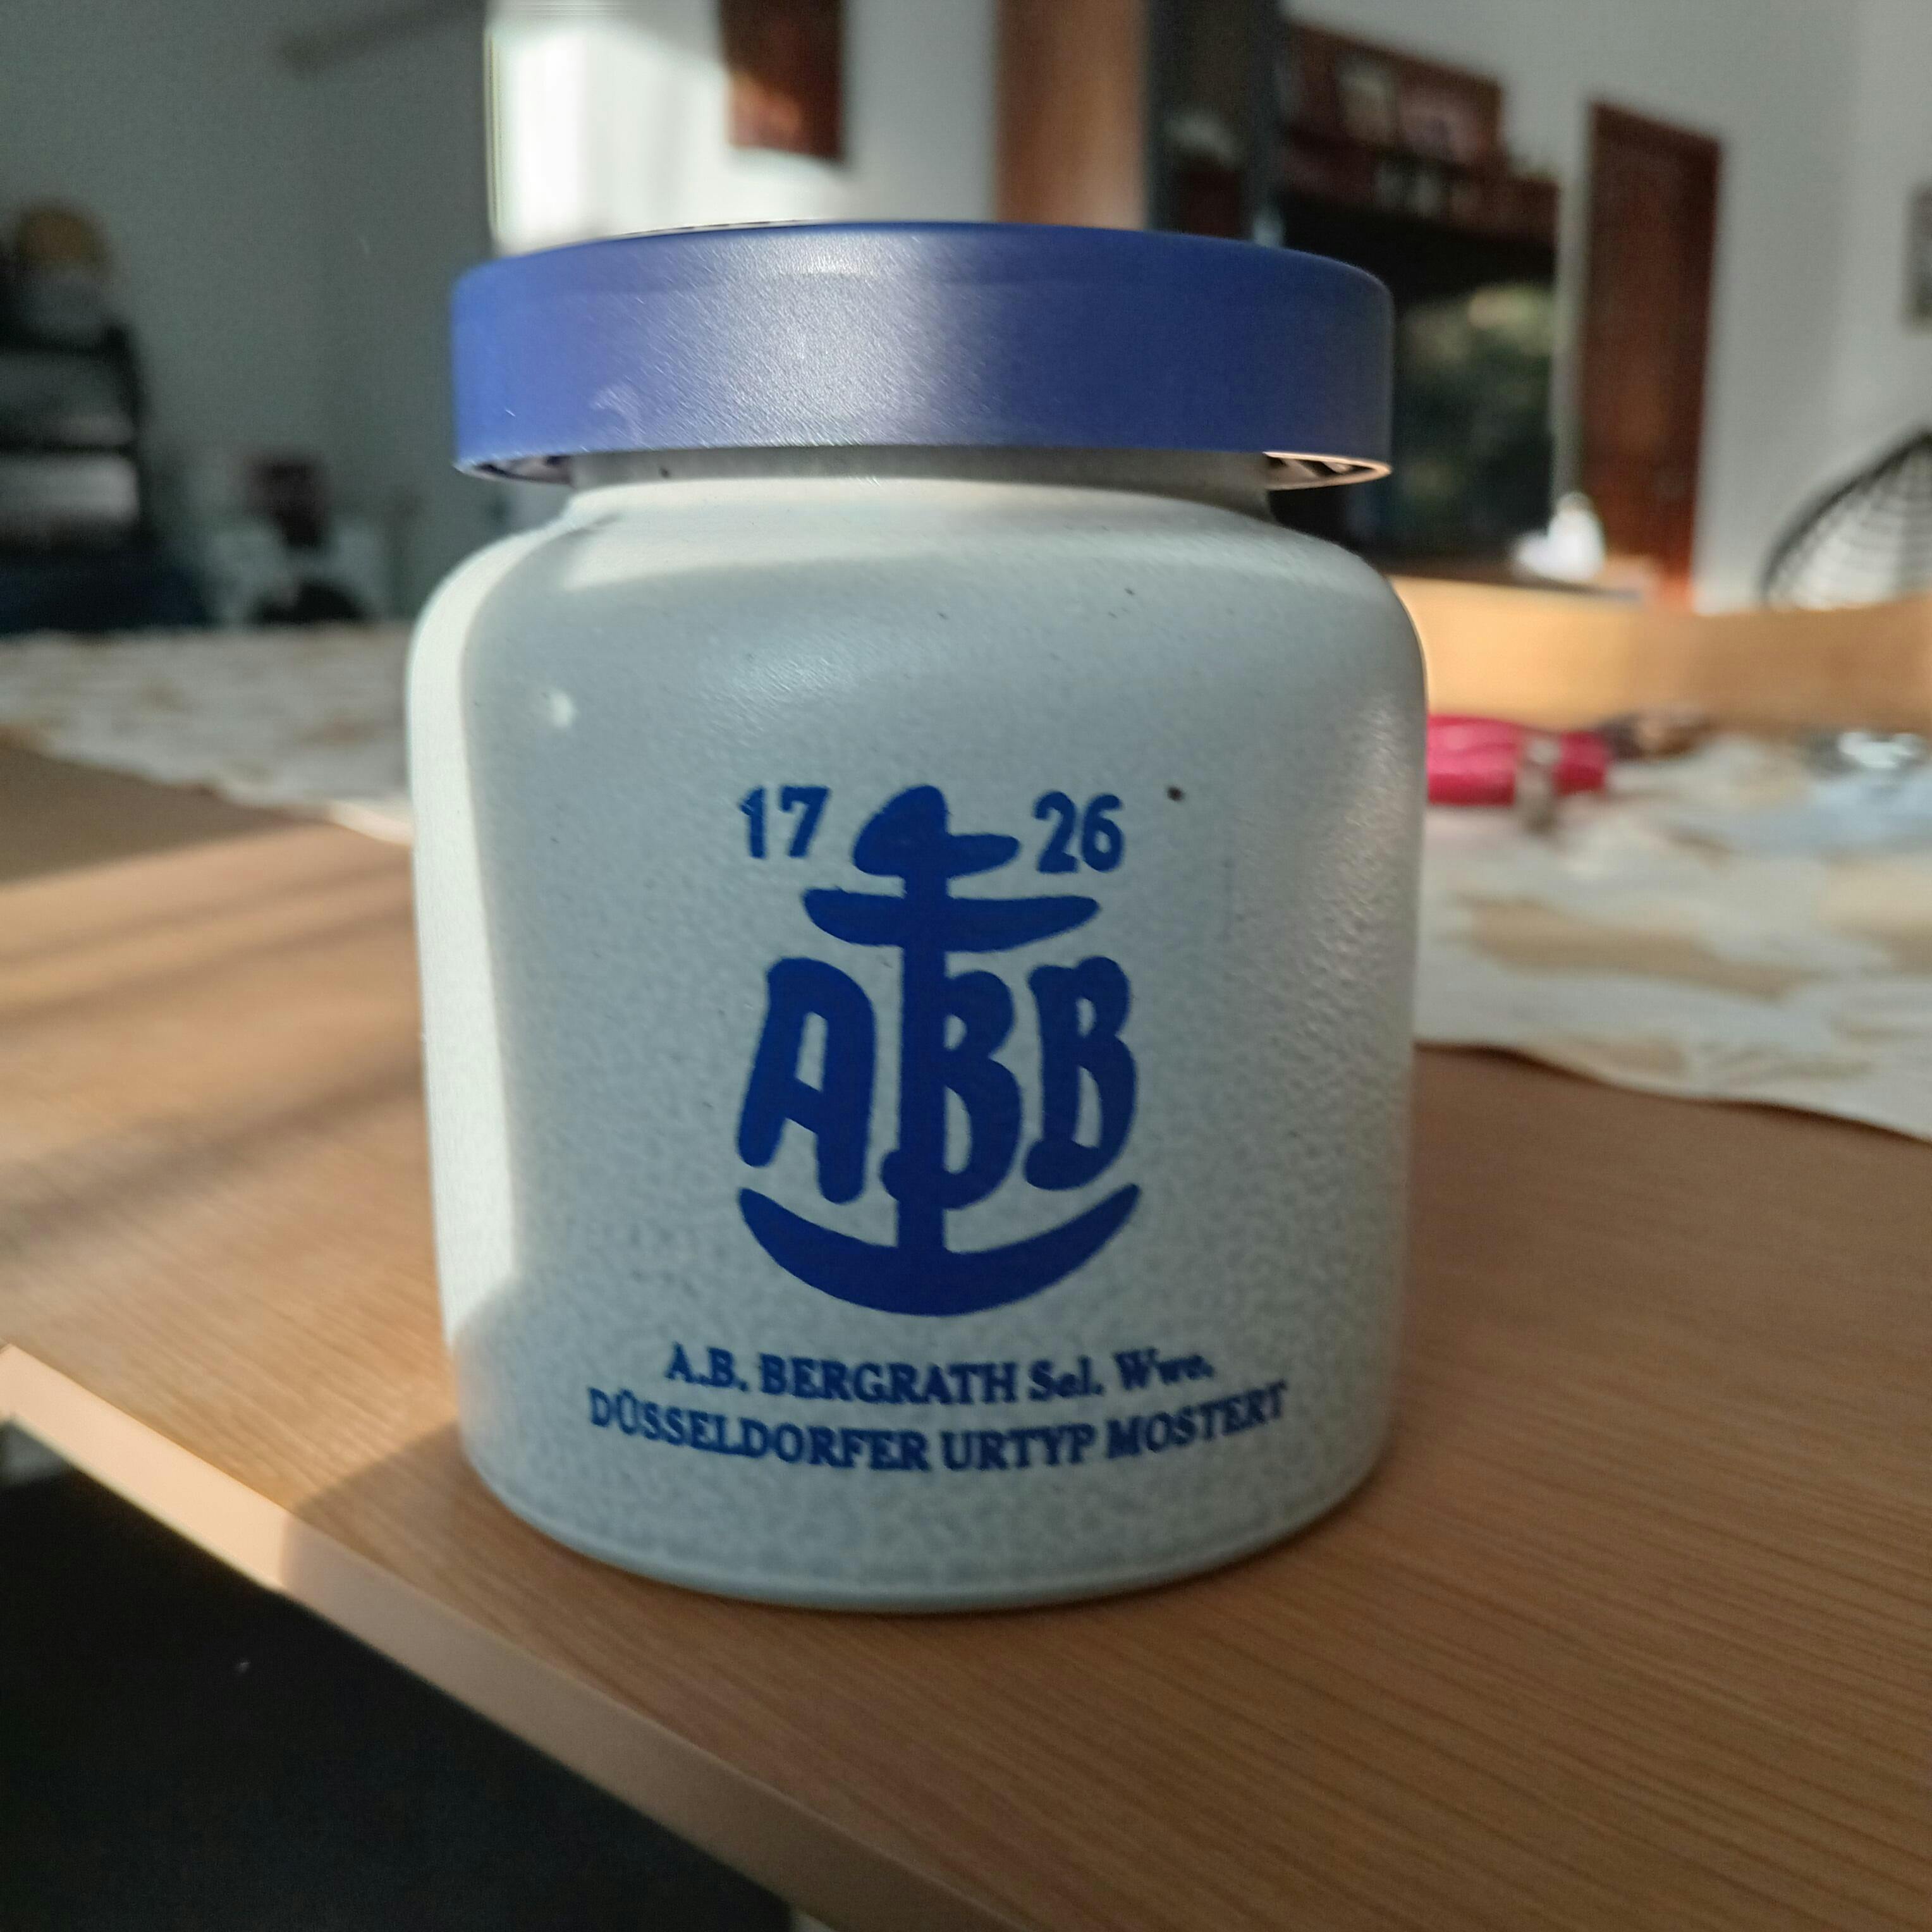 17 26
ABB
A.B. BERGRATH Sel. Wwe.
DÜSSELDORFER URTYP MOSTERT